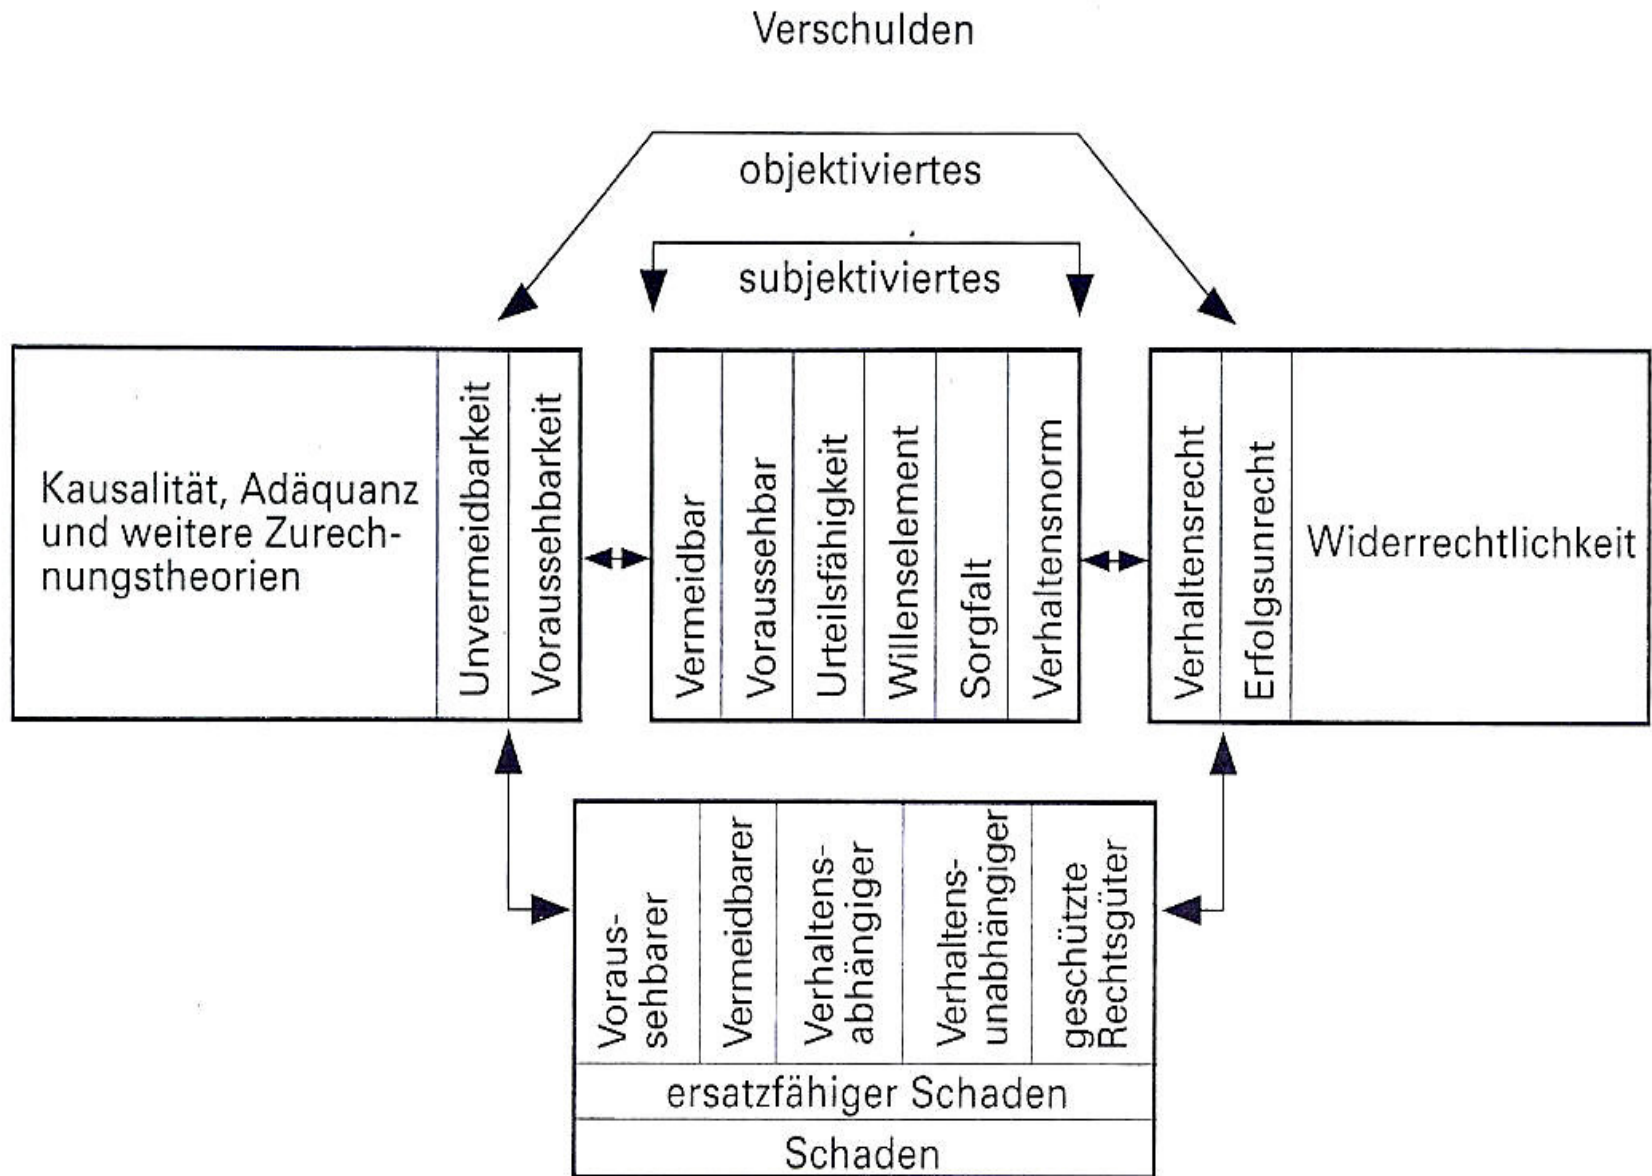 Verschulden
objektiviertes
subjektiviertes
Kausalität, Adäquanz
und weitere Zurech-
nungstheorien
Unvermeidbarkeit
Voraussehbarkeit
Vermeidbar
Voraussehbar
Urteilsfähigkeit
Willenselement
Sorgfalt
Verhaltensnorm
Verhaltensrecht
Erfolgsunrecht
Widerrechtlichkeit
Voraus-
sehbarer
Vermeidbarer
Verhaltens-
abhängiger
Verhaltens-
unabhängiger
geschützte
Rechtsgüter
ersatzfähiger Schaden
Schaden